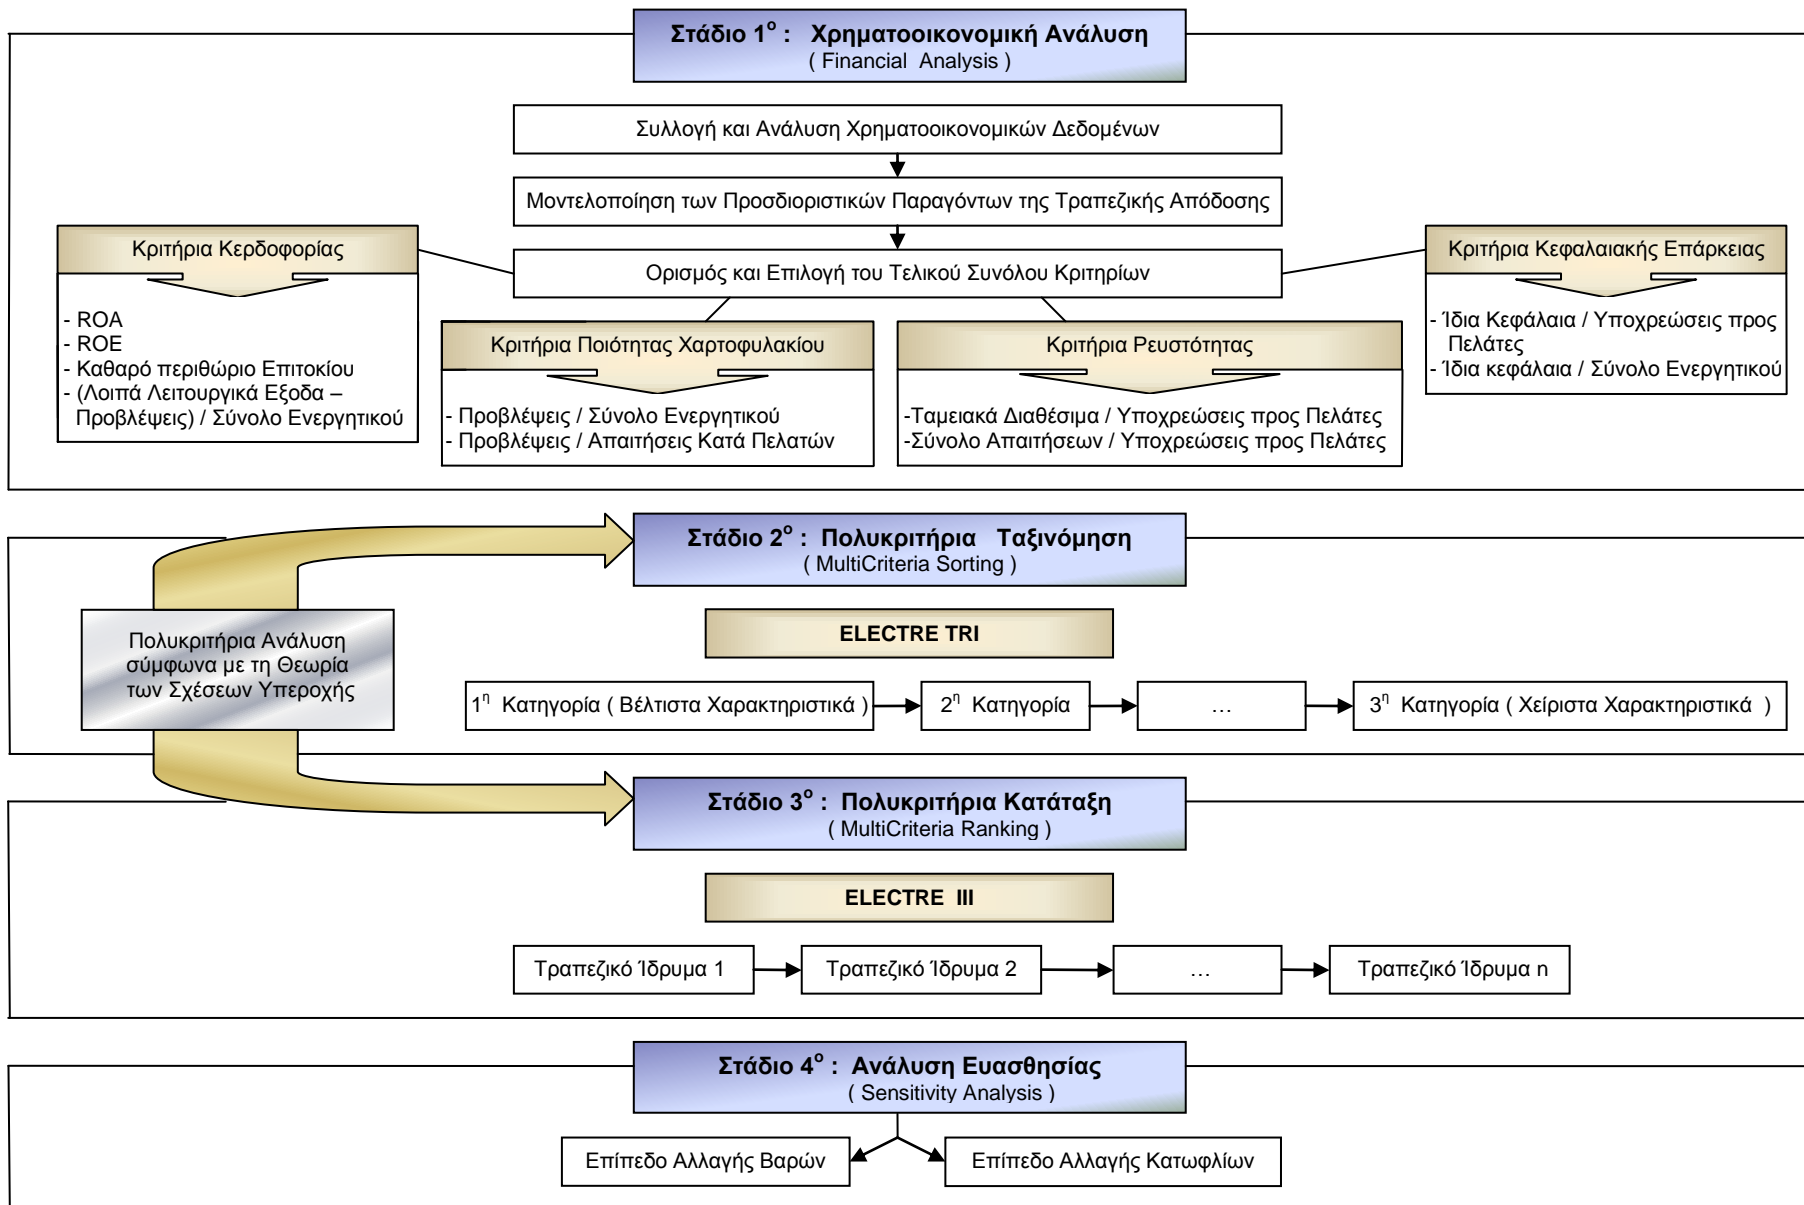 Στάδιο 1ο : Χρηματοοικονομική Ανάλυση
( Financial Analysis )
Συλλογή και Ανάλυση Χρηματοοικονομικών Δεδομένων
Μοντελοποίηση των Προσδιοριστικών Παραγόντων της Τραπεζικής Απόδοσης
Ορισμός και Επιλογή του Τελικού Συνόλου Κριτηρίων
Κριτήρια Κερδοφορίας
- ROA
- ROE
- Καθαρό περιθώριο Επιτοκίου
- (Λοιπά Λειτουργικά Εξοδα –
Προβλέψεις) / Σύνολο Ενεργητικού
Κριτήρια Ποιότητας Χαρτοφυλακίου
- Προβλέψεις / Σύνολο Ενεργητικού
- Προβλέψεις / Απαιτήσεις Κατά Πελατών
Κριτήρια Ρευστότητας
-Ταμειακά Διαθέσιμα / Υποχρεώσεις προς Πελάτες
-Σύνολο Απαιτήσεων / Υποχρεώσεις προς Πελάτες
Κριτήρια Κεφαλαιακής Επάρκειας
- Ίδια Κεφάλαια / Υποχρεώσεις προς
Πελάτες
- Ίδια κεφάλαια / Σύνολο Ενεργητικού
Στάδιο 2ο : Πολυκριτήρια Ταξινόμηση
( MultiCriteria Sorting )
Πολυκριτήρια Ανάλυση
σύμφωνα με τη Θεωρία
των Σχέσεων Υπεροχής
ELECTRE TRI
1η Κατηγορία ( Βέλτιστα Χαρακτηριστικά )
2η Κατηγορία
…
3η Κατηγορία ( Χείριστα Χαρακτηριστικά )
Στάδιο 3ο : Πολυκριτήρια Κατάταξη
( MultiCriteria Ranking )
ELECTRE III
Τραπεζικό Ίδρυμα 1
Τραπεζικό Ίδρυμα 2
…
Τραπεζικό Ίδρυμα n
Στάδιο 4ο : Ανάλυση Ευασθησίας
( Sensitivity Analysis )
Επίπεδο Αλλαγής Βαρών
Επίπεδο Αλλαγής Κατωφλίων